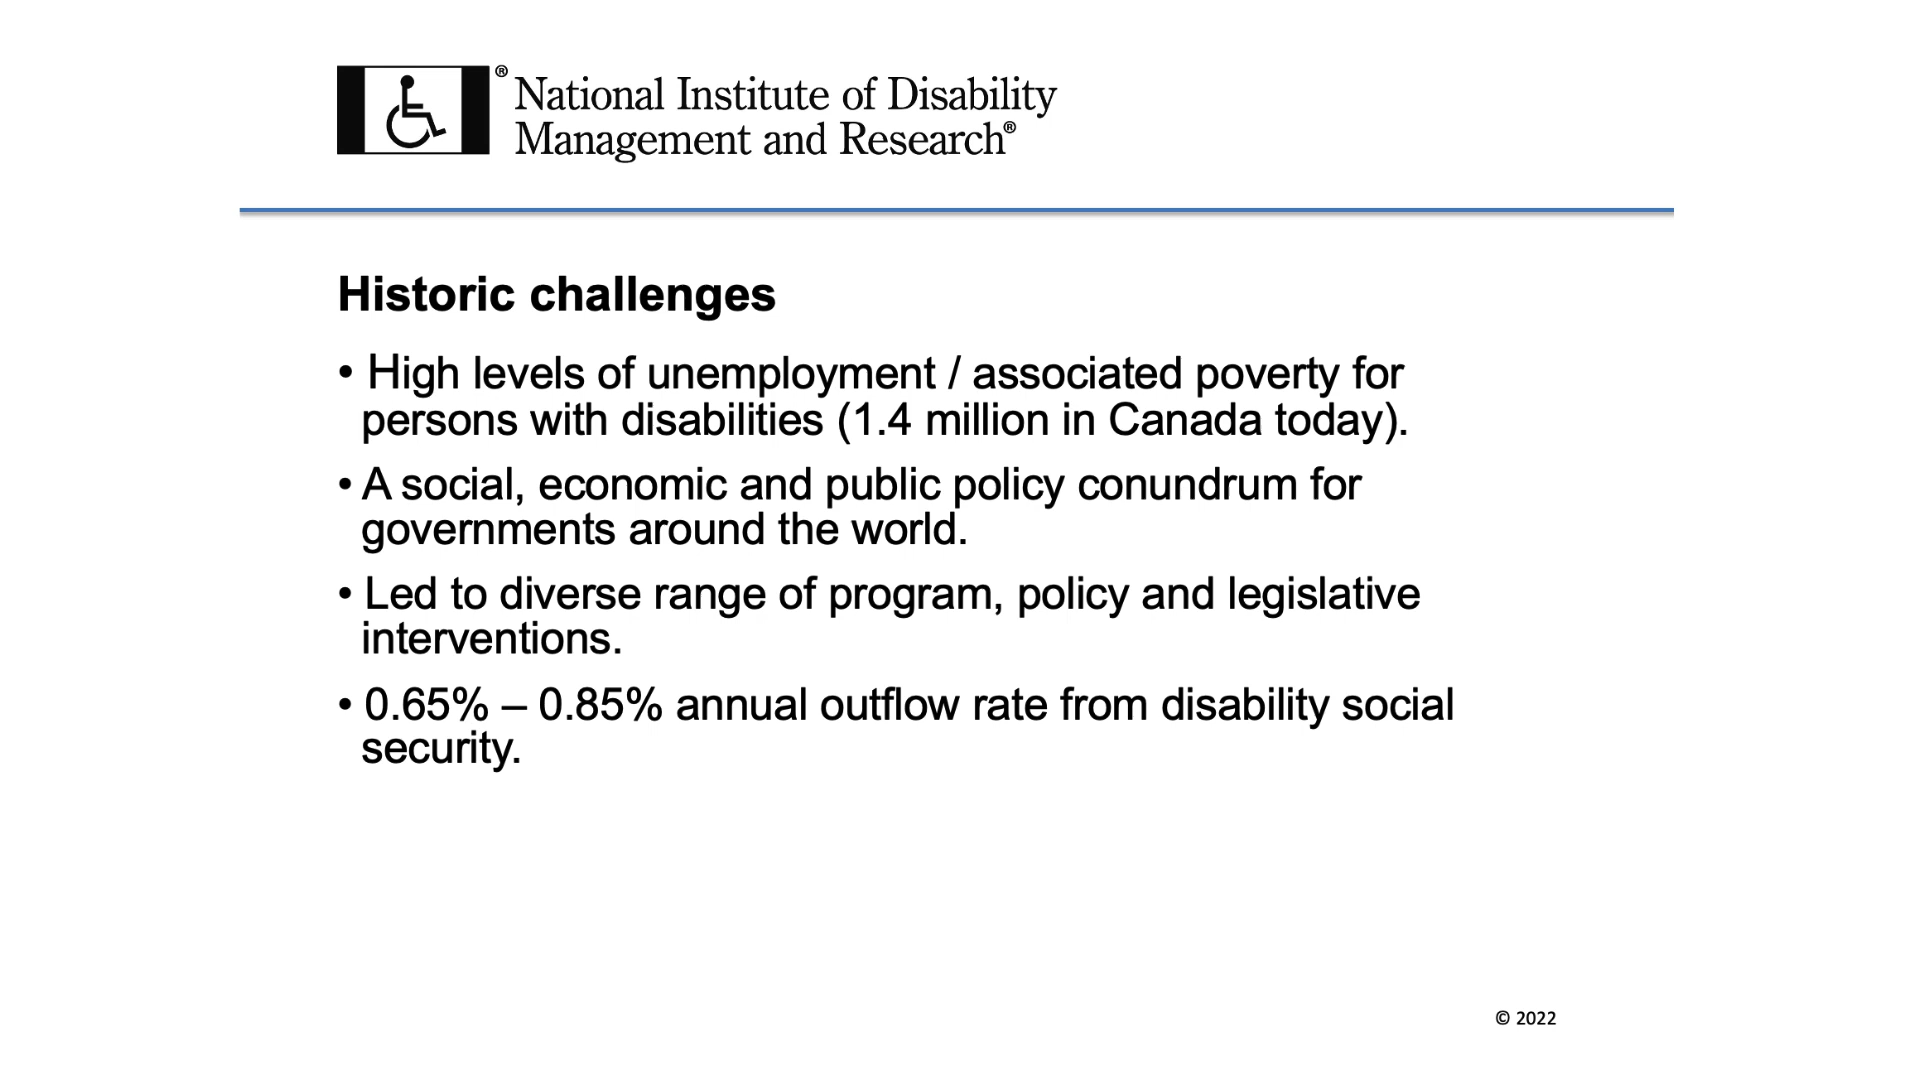 ® National Institute of Disability
Management and Research®
Historic challenges
• High levels of unemployment / associated poverty for
persons with disabilities (1.4 million in Canada today).
• A social, economic and public policy conundrum for
governments around the world.
• Led to diverse range of program, policy and legislative
interventions.
• 0.65% – 0.85% annual outflow rate from disability social
security.
© 2022